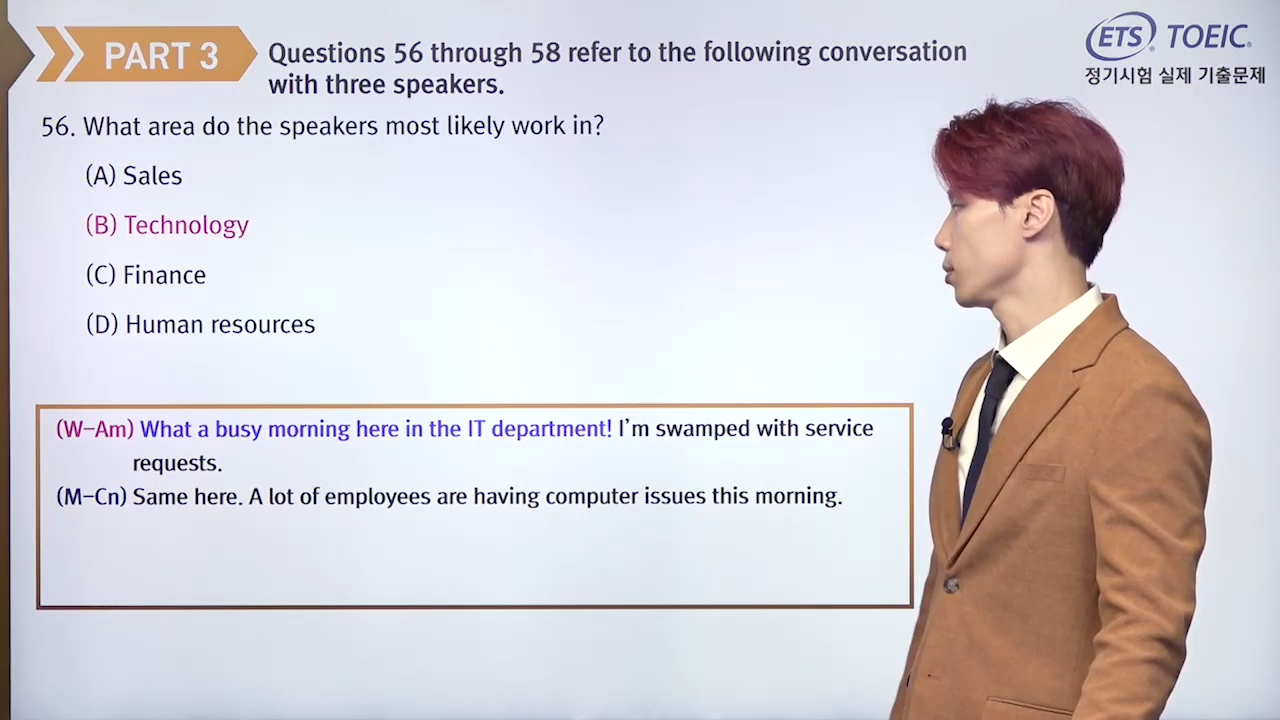 PART 3
Questions 56 through 58 refer to the following conversation
with three speakers.
ETS® TOEIC®
정기시험 실제 기출문제
56. What area do the speakers most likely work in?
(A) Sales
(B) Technology
(C) Finance
(D) Human resources
(W-Am) What a busy morning here in the IT department! I'm swamped with service
requests.
(M-Cn) Same here. A lot of employees are having computer issues this morning.